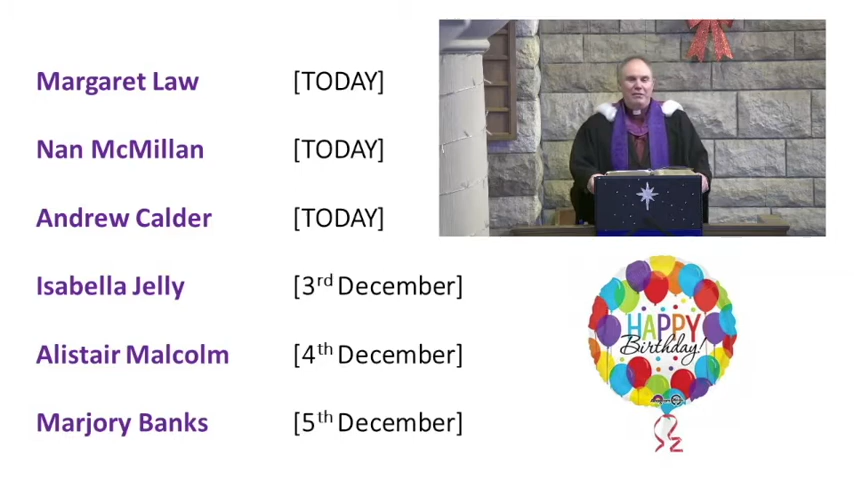 Margaret Law [TODAY]
Nan McMillan [TODAY]
Andrew Calder [TODAY]
Isabella Jelly [3rd December]
Alistair Malcolm [4th December]
Marjory Banks [5th December]
HAPPY
Birthday!